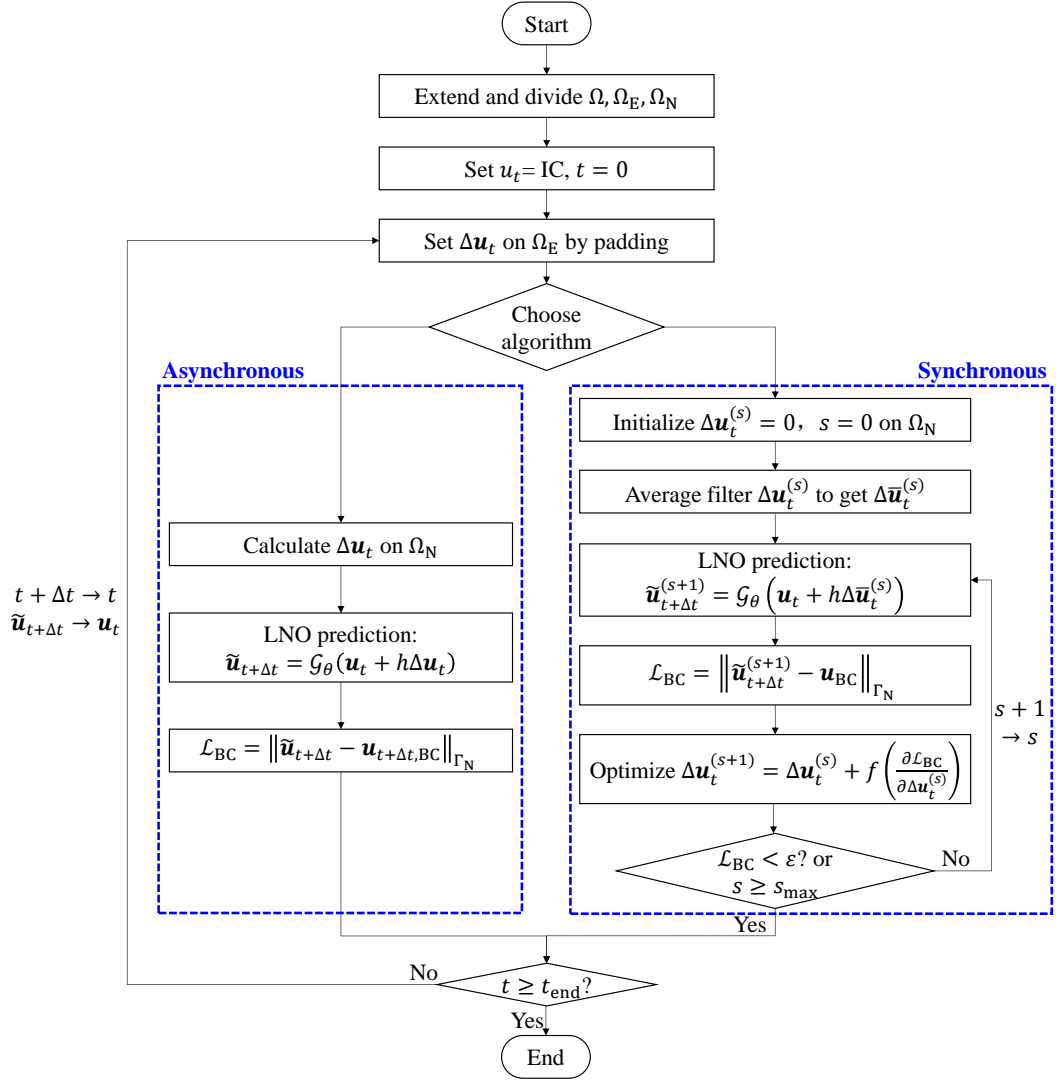 Start
Extend and divide Ω, Ω_E, Ω_N
Set u_t= IC, t = 0
Set Δ𝒖_t on Ω_E by padding
Choose
algorithm
Asynchronous
Calculate Δ𝒖_t on Ω_N
LNO prediction:
𝒖̃_{t+Δt} = 𝒢_θ(𝒖_t + hΔ𝒖_t)
ℒ_BC = ‖𝒖̃_{t+Δt} − 𝒖_{t+Δt,BC}‖_{Γ_N}
Synchronous
Initialize Δ𝒖_t^{(s)} = 0, s = 0 on Ω_N
Average filter Δ𝒖_t^{(s)} to get Δ𝒖̅_t^{(s)}
LNO prediction:
𝒖̃_{t+Δt}^{(s+1)} = 𝒢_θ(𝒖_t + hΔ𝒖̅_t^{(s)})
ℒ_BC = ‖𝒖̃_{t+Δt}^{(s+1)} − 𝒖_BC‖_{Γ_N}
Optimize Δ𝒖_t^{(s+1)} = Δ𝒖_t^{(s)} + f(∂ℒ_BC/∂Δ𝒖_t^{(s)})
ℒ_BC < ε? or
s ≥ s_max
No
s + 1
→ s
Yes
t ≥ t_end?
No
t + Δt → t
𝒖̃_{t+Δt} → 𝒖_t
Yes
End